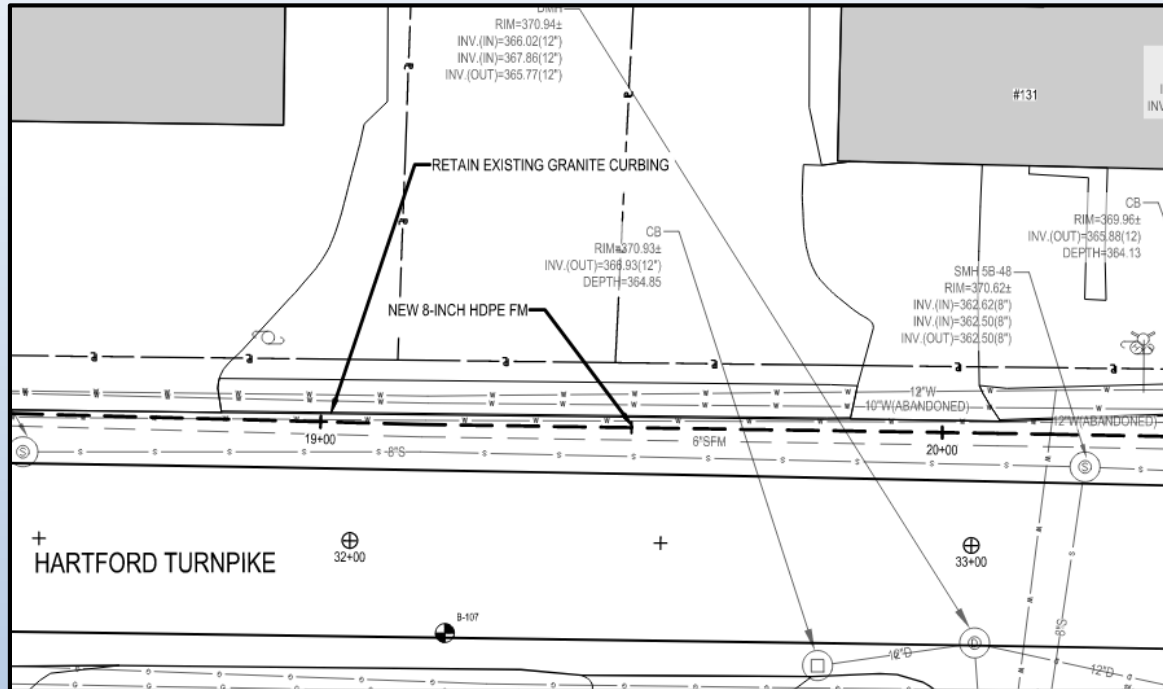 DMH
RIM=370.94±
INV.(IN)=366.02(12")
INV.(IN)=367.86(12")
INV.(OUT)=365.77(12")
#131
RETAIN EXISTING GRANITE CURBING
CB
RIM=370.93±
INV.(OUT)=366.93(12")
DEPTH=364.85
CB
RIM=369.96±
INV.(OUT)=365.88(12)
DEPTH=364.13
SMH 5B-48
RIM=370.62±
INV.(IN)=362.62(8")
INV.(IN)=362.50(8")
INV.(OUT)=362.50(8")
NEW 8-INCH HDPE FM
12"W
10"W(ABANDONED)
12"W(ABANDONED)
19+00
6"SFM
20+00
8"S
S
S
32+00
33+00
HARTFORD TURNPIKE
B-107
8"S
12"D
D
12"D